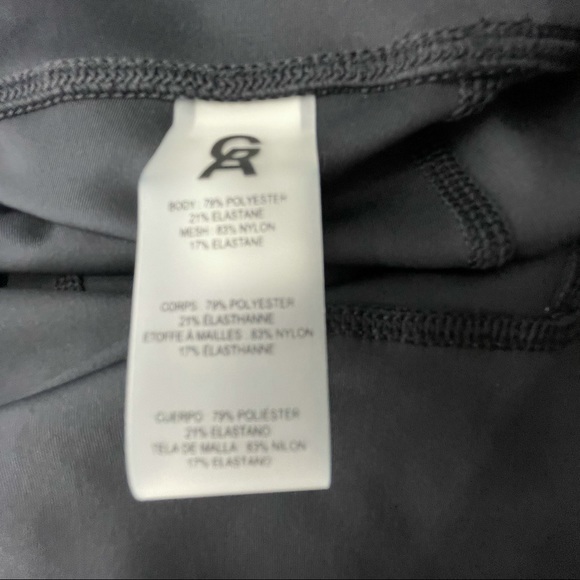 BODY : 79% POLYESTER
21% ELASTANE
MESH : 83% NYLON
17% ELASTANE
CORPS : 79% POLYESTER
21% ÉLASTHANNE
ETOFFE À MAILLES : 83% NYLON
17% ÉLASTHANNE
CUERPO : 79% POLIÉSTER
21% ELASTANO
TELA DE MALLA : 83% NILON
17% ELASTANO